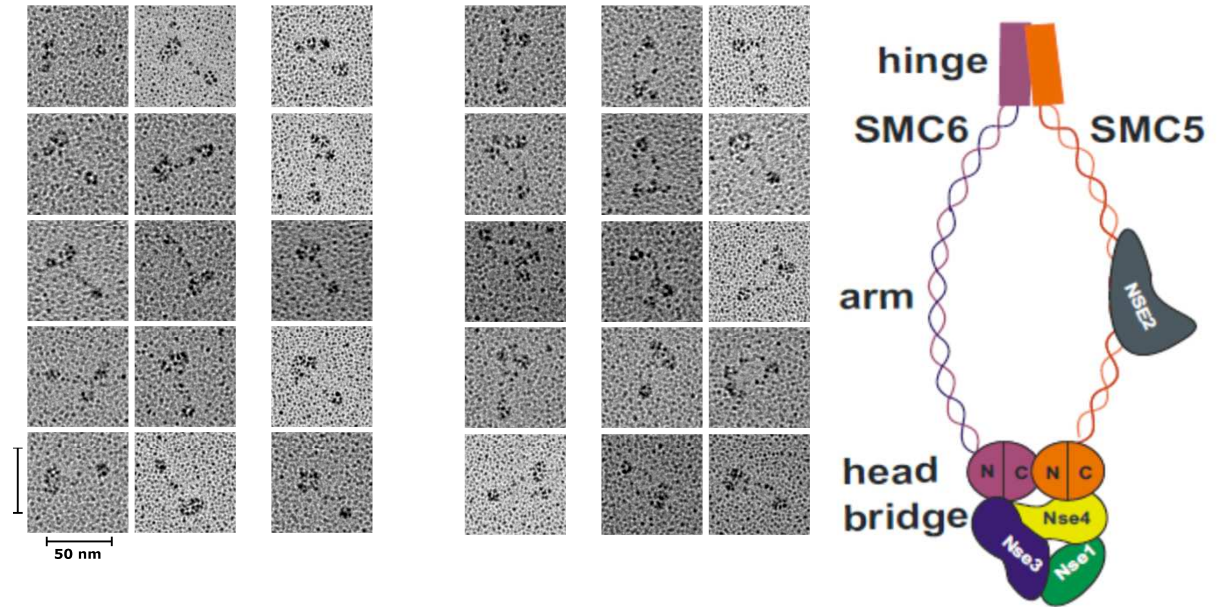 hinge
SMC6 SMC5
arm
NSE2
head
N C N C
bridge
Nse4
Nse3
Nse1
50 nm